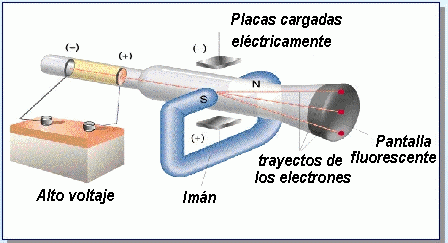 Placas cargadas
eléctricamente
(-)
(+)
(-)
N
S
(+)
Pantalla
fluorescente
trayectos de
los electrones
Alto voltaje
Imán